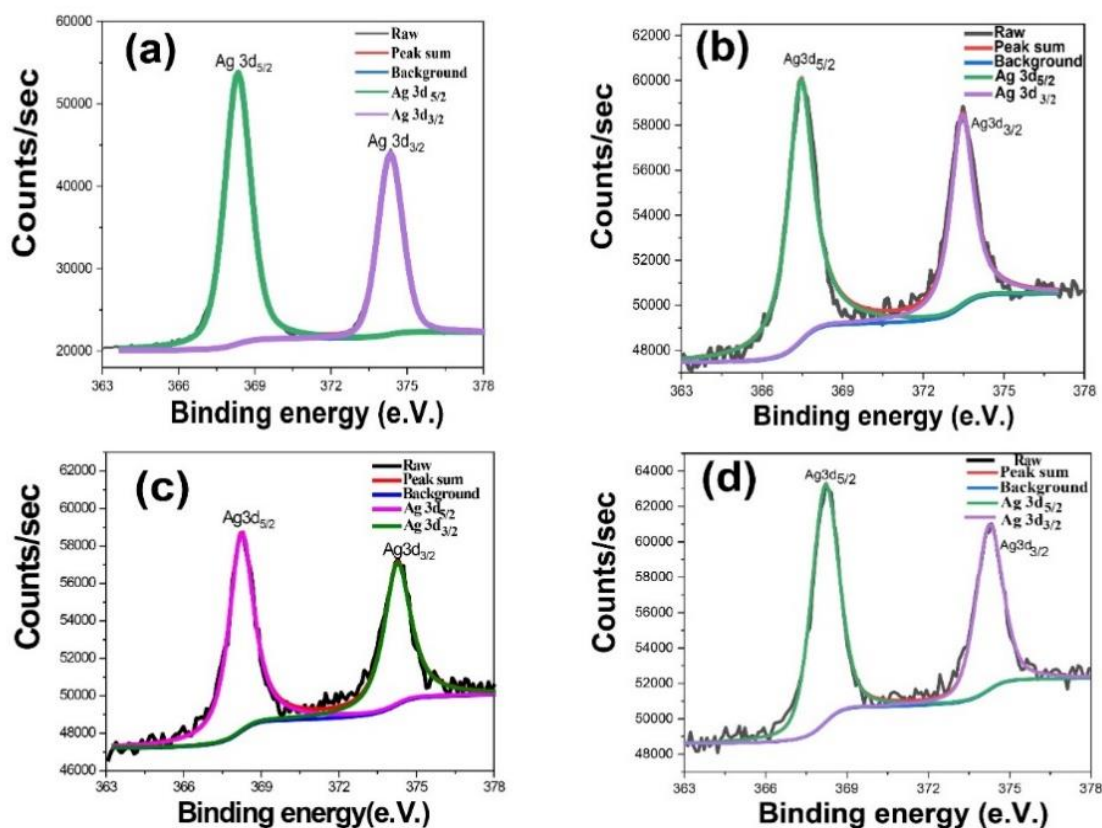 (a)
Raw
Peak sum
Background
Ag 3d5/2
Ag 3d3/2
Ag 3d5/2
Ag 3d3/2
Counts/sec
60000
50000
40000
30000
20000
363 366 369 372 375 378
Binding energy (e.V.)
(b)
Raw
Peak sum
Background
Ag 3d5/2
Ag 3d3/2
Ag3d5/2
Ag3d3/2
Counts/sec
62000
60000
58000
56000
54000
52000
50000
48000
363 366 369 372 375 378
Binding energy (e.V.)
(c)
Raw
Peak sum
Background
Ag 3d5/2
Ag 3d3/2
Ag3d5/2
Ag3d3/2
Counts/sec
62000
60000
58000
56000
54000
52000
50000
48000
46000
363 366 369 372 375 378
Binding energy(e.V.)
(d)
Raw
Peak sum
Background
Ag 3d5/2
Ag 3d3/2
Ag3d5/2
Ag3d3/2
Counts/sec
64000
62000
60000
58000
56000
54000
52000
50000
48000
363 366 369 372 375 378
Binding energy (e.V.)